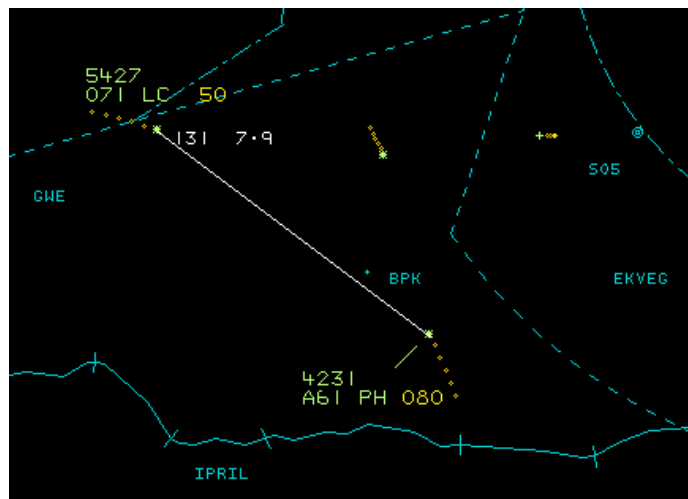 5427
071 LC 50
131 7·9
S05
GWE
BPK
EKVEG
4231
A61 PH 080
IPRIL